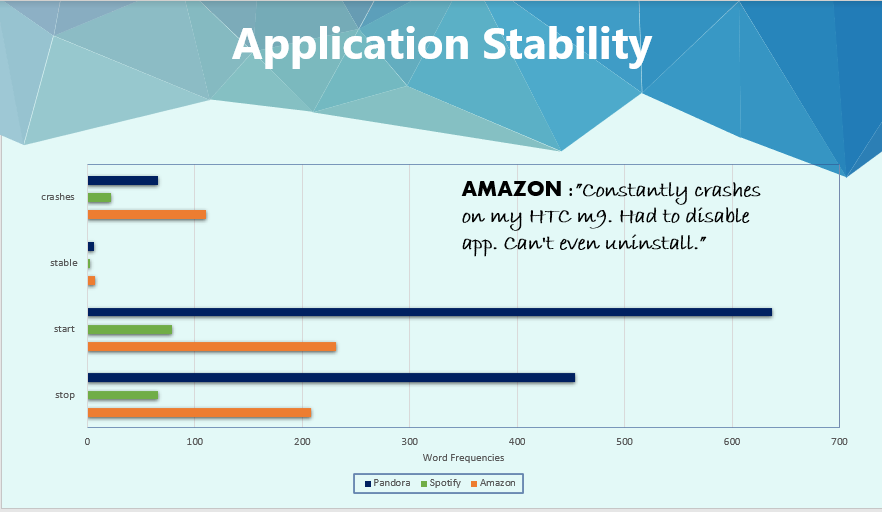 Application Stability
AMAZON :"Constantly crashes
on my HTC m9. Had to disable
app. Can't even uninstall."
crashes
stable
start
stop
0 100 200 300 400 500 600 700
Word Frequencies
Pandora Spotify Amazon